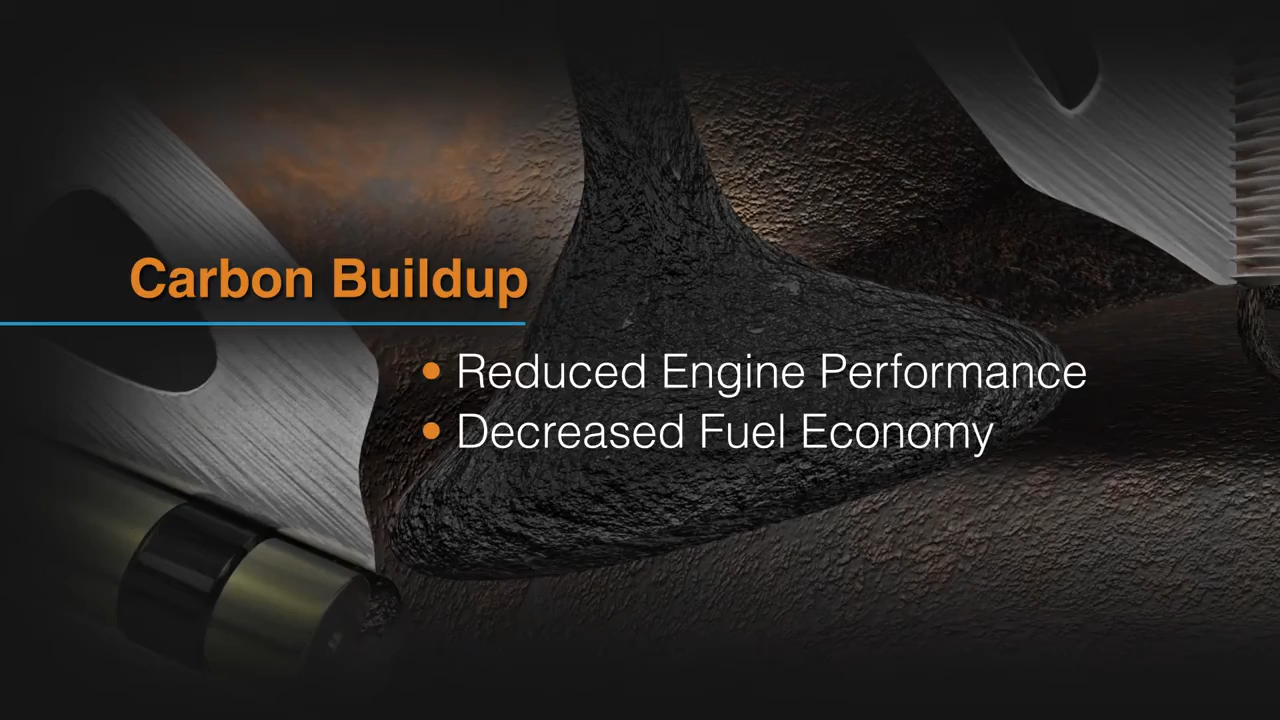 Carbon Buildup
• Reduced Engine Performance
• Decreased Fuel Economy